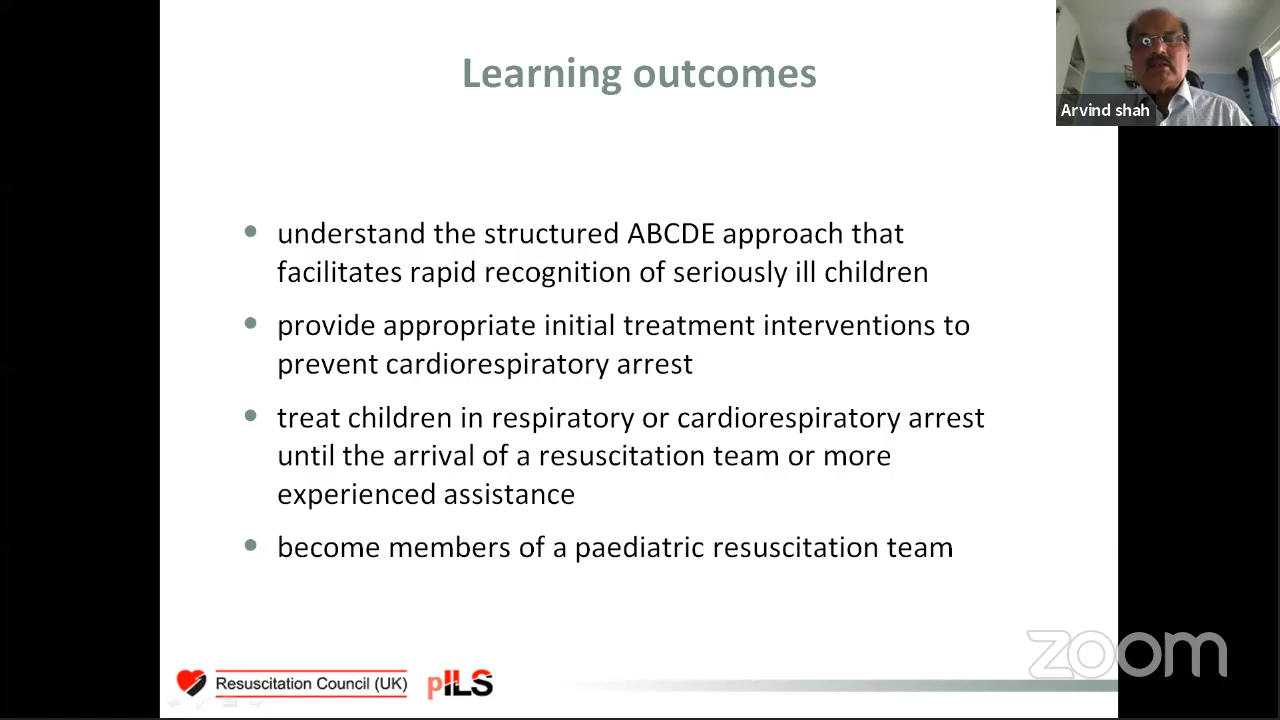 Learning outcomes
Arvind shah
understand the structured ABCDE approach that
facilitates rapid recognition of seriously ill children
provide appropriate initial treatment interventions to
prevent cardiorespiratory arrest
treat children in respiratory or cardiorespiratory arrest
until the arrival of a resuscitation team or more
experienced assistance
become members of a paediatric resuscitation team
zoom
Resuscitation Council (UK)
pILS